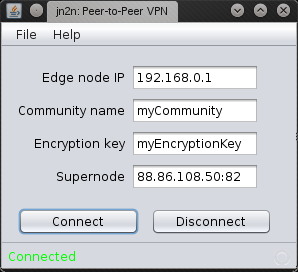 jn2n: Peer-to-Peer VPN
File Help
Edge node IP 192.168.0.1
Community name myCommunity
Encryption key myEncryptionKey
Supernode 88.86.108.50:82
Connect Disconnect
Connected